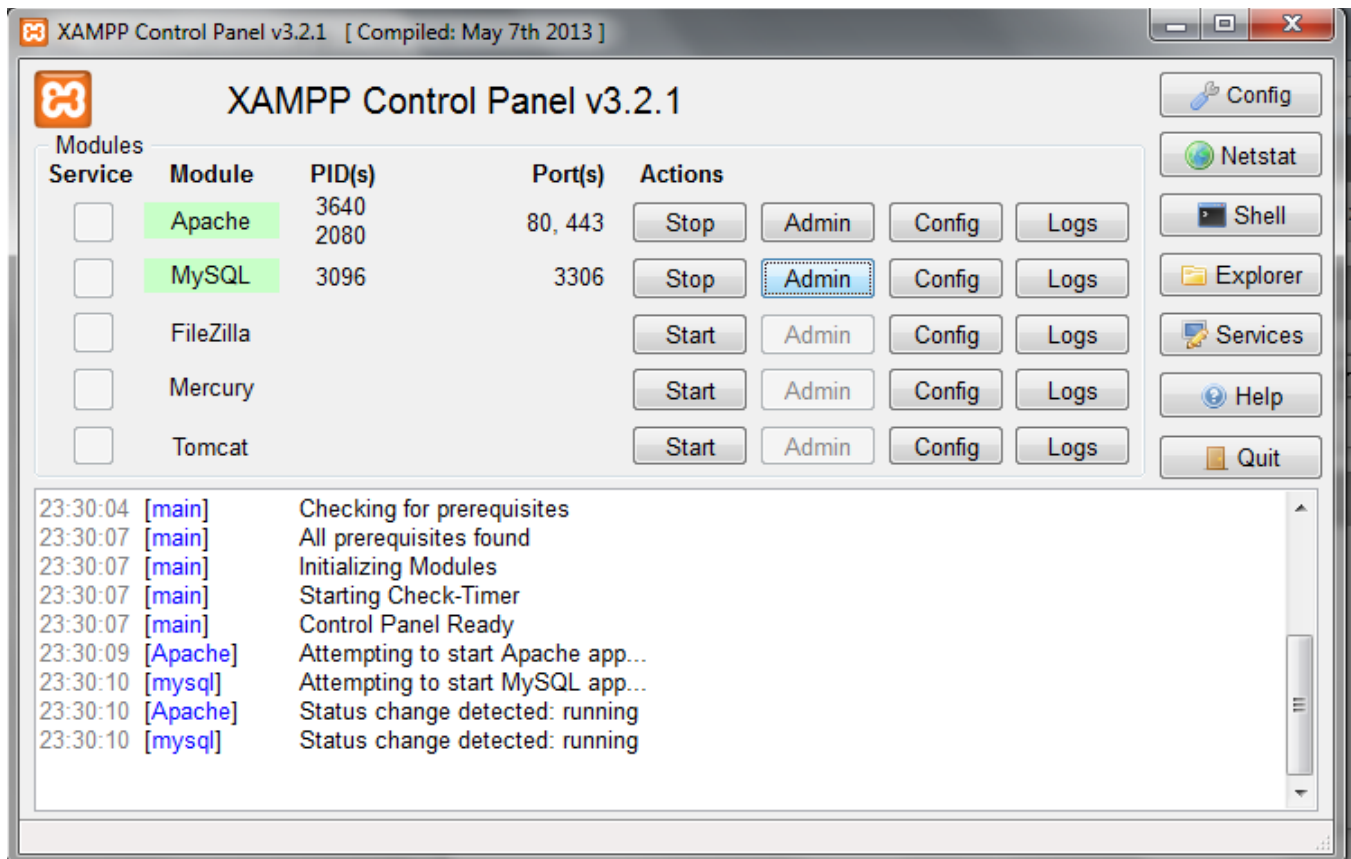 XAMPP Control Panel v3.2.1 [ Compiled: May 7th 2013 ]
XAMPP Control Panel v3.2.1
Config
Modules
Service Module PID(s) Port(s) Actions
Netstat
Apache 3640 2080 80, 443 Stop Admin Config Logs
Shell
MySQL 3096 3306 Stop Admin Config Logs
Explorer
FileZilla Start Admin Config Logs
Services
Mercury Start Admin Config Logs
Help
Tomcat Start Admin Config Logs
Quit
23:30:04 [main] Checking for prerequisites
23:30:07 [main] All prerequisites found
23:30:07 [main] Initializing Modules
23:30:07 [main] Starting Check-Timer
23:30:07 [main] Control Panel Ready
23:30:09 [Apache] Attempting to start Apache app...
23:30:10 [mysql] Attempting to start MySQL app...
23:30:10 [Apache] Status change detected: running
23:30:10 [mysql] Status change detected: running